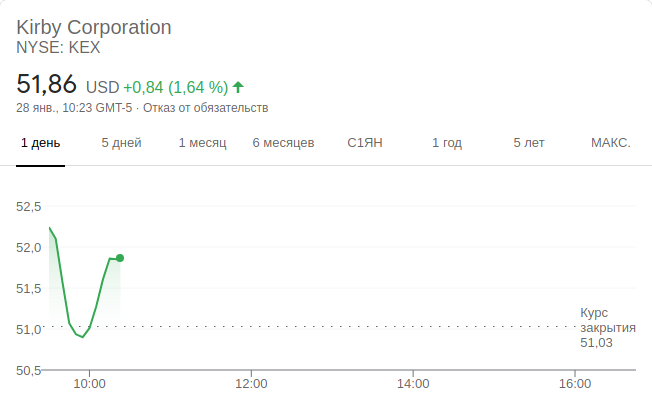 Kirby Corporation
NYSE: KEX
51,86 USD +0,84 (1,64 %)
28 янв., 10:23 GMT-5 · Отказ от обязательств
1 день 5 дней 1 месяц 6 месяцев С1ЯН 1 год 5 лет МАКС.
52,5
52,0
51,5
51,0
Курс
закрытия
51,03
50,5
10:00 12:00 14:00 16:00